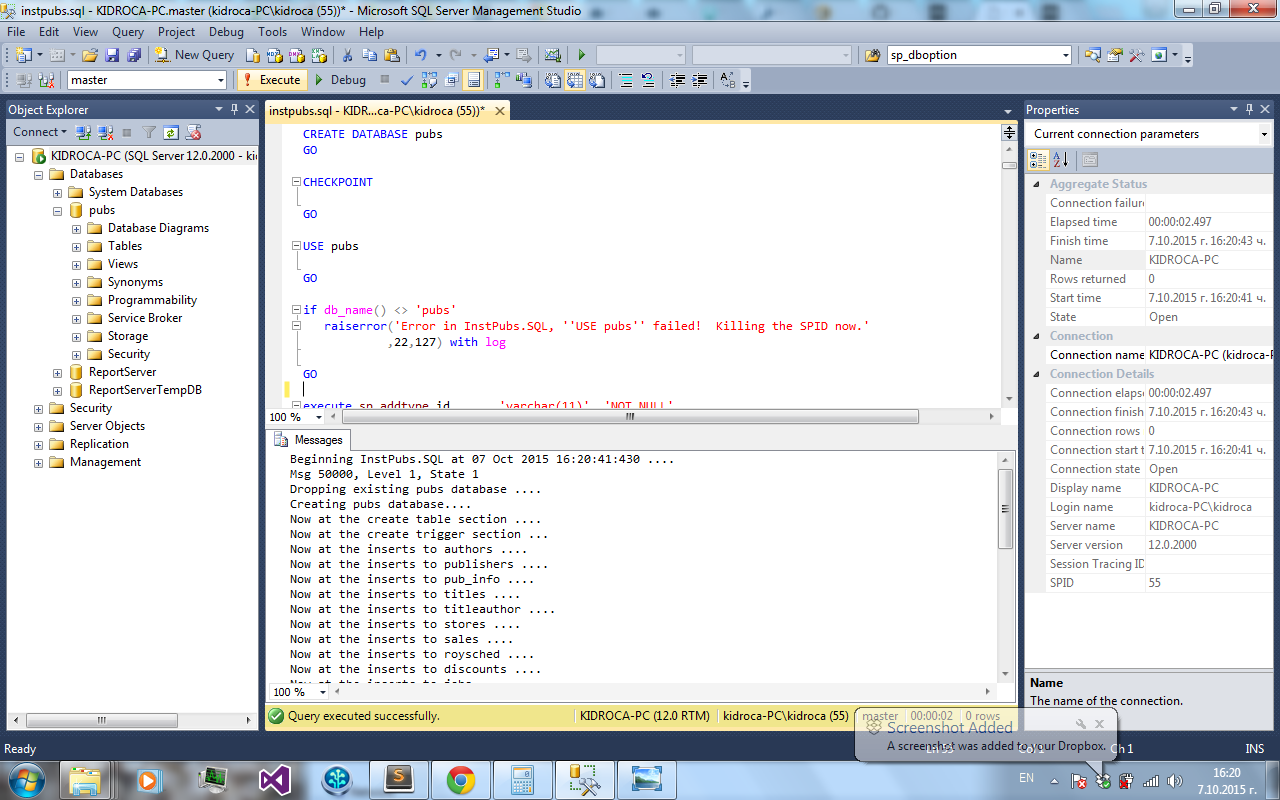 instpubs.sql - KIDROCA-PC.master (kidroca-PC\kidroca (55))* - Microsoft SQL Server Management Studio
File Edit View Query Project Debug Tools Window Help
New Query sp_dboption
master Execute Debug
Object Explorer
Connect
KIDROCA-PC (SQL Server 12.0.2000 - ki
Databases
System Databases
pubs
Database Diagrams
Tables
Views
Synonyms
Programmability
Service Broker
Storage
Security
ReportServer
ReportServerTempDB
Security
Server Objects
Replication
Management
instpubs.sql - KIDR...ca-PC\kidroca (55))*
CREATE DATABASE pubs
GO
CHECKPOINT
GO
USE pubs
GO
if db_name() <> 'pubs'
raiserror('Error in InstPubs.SQL, ''USE pubs'' failed!  Killing the SPID now.'
,22,127) with log
GO
execute sp_addtype id 'varchar(11)' 'NOT NULL'
100 %
Messages
Beginning InstPubs.SQL at 07 Oct 2015 16:20:41:430 ....
Msg 50000, Level 1, State 1
Dropping existing pubs database ....
Creating pubs database....
Now at the create table section ....
Now at the create trigger section ...
Now at the inserts to authors ....
Now at the inserts to publishers ....
Now at the inserts to pub_info ....
Now at the inserts to titles ....
Now at the inserts to titleauthor ....
Now at the inserts to stores ....
Now at the inserts to sales ....
Now at the inserts to roysched ....
Now at the inserts to discounts ....
Now at the inserts to jobs ....
100 %
Query executed successfully. KIDROCA-PC (12.0 RTM) kidroca-PC\kidroca (55) master 00:00:02 0 rows
Properties
Current connection parameters
Aggregate Status
Connection failure
Elapsed time 00:00:02.497
Finish time 7.10.2015 г. 16:20:43 ч.
Name KIDROCA-PC
Rows returned 0
Start time 7.10.2015 г. 16:20:41 ч.
State Open
Connection
Connection name KIDROCA-PC (kidroca-P
Connection Details
Connection elapse 00:00:02.497
Connection finish 7.10.2015 г. 16:20:43 ч.
Connection rows 0
Connection start t 7.10.2015 г. 16:20:41 ч.
Connection state Open
Display name KIDROCA-PC
Login name kidroca-PC\kidroca
Server name KIDROCA-PC
Server version 12.0.2000
Session Tracing ID
SPID 55
Name
The name of the connection.
Screenshot Added
A screenshot was added to your Dropbox.
Ready Ch 1 INS
EN 16:20
7.10.2015 г.